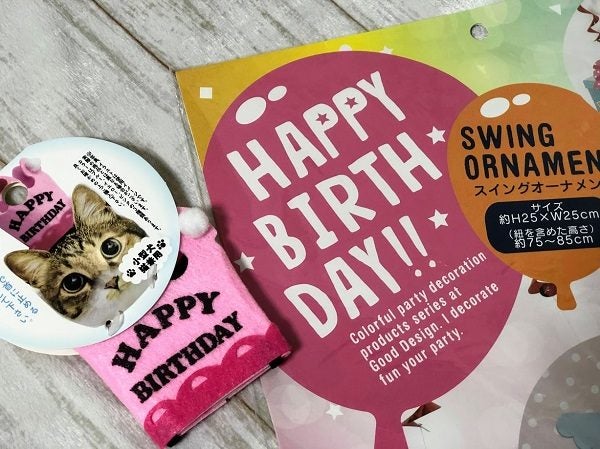 HAPPY
BIRTHDAY
小型犬
猫用
HAPPY
BIRTHDAY
HAPPY
BIRTH
DAY!!
Colorful party decoration
products series at
Good Design. I decorate
fun your party.
SWING
ORNAMEN
スイングオーナメン
サイズ
約H25×W25cm
(紐を含めた高さ)
約75〜85cm